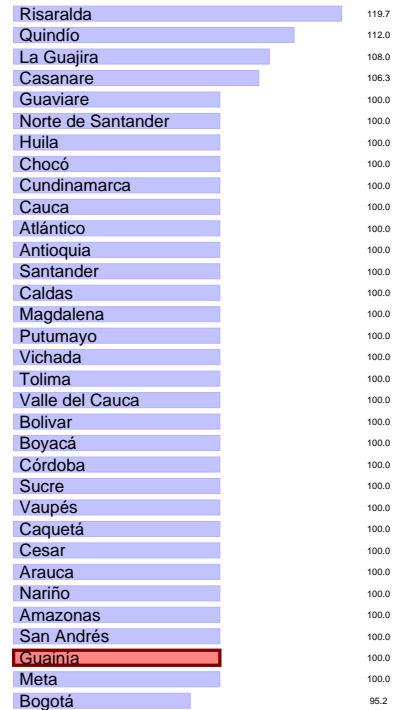 Risaralda 119.7
Quindío 112.0
La Guajira 108.0
Casanare 106.3
Guaviare 100.0
Norte de Santander 100.0
Huila 100.0
Chocó 100.0
Cundinamarca 100.0
Cauca 100.0
Atlántico 100.0
Antioquia 100.0
Santander 100.0
Caldas 100.0
Magdalena 100.0
Putumayo 100.0
Vichada 100.0
Tolima 100.0
Valle del Cauca 100.0
Bolivar 100.0
Boyacá 100.0
Córdoba 100.0
Sucre 100.0
Vaupés 100.0
Caquetá 100.0
Cesar 100.0
Arauca 100.0
Nariño 100.0
Amazonas 100.0
San Andrés 100.0
Guainía 100.0
Meta 100.0
Bogotá 95.2